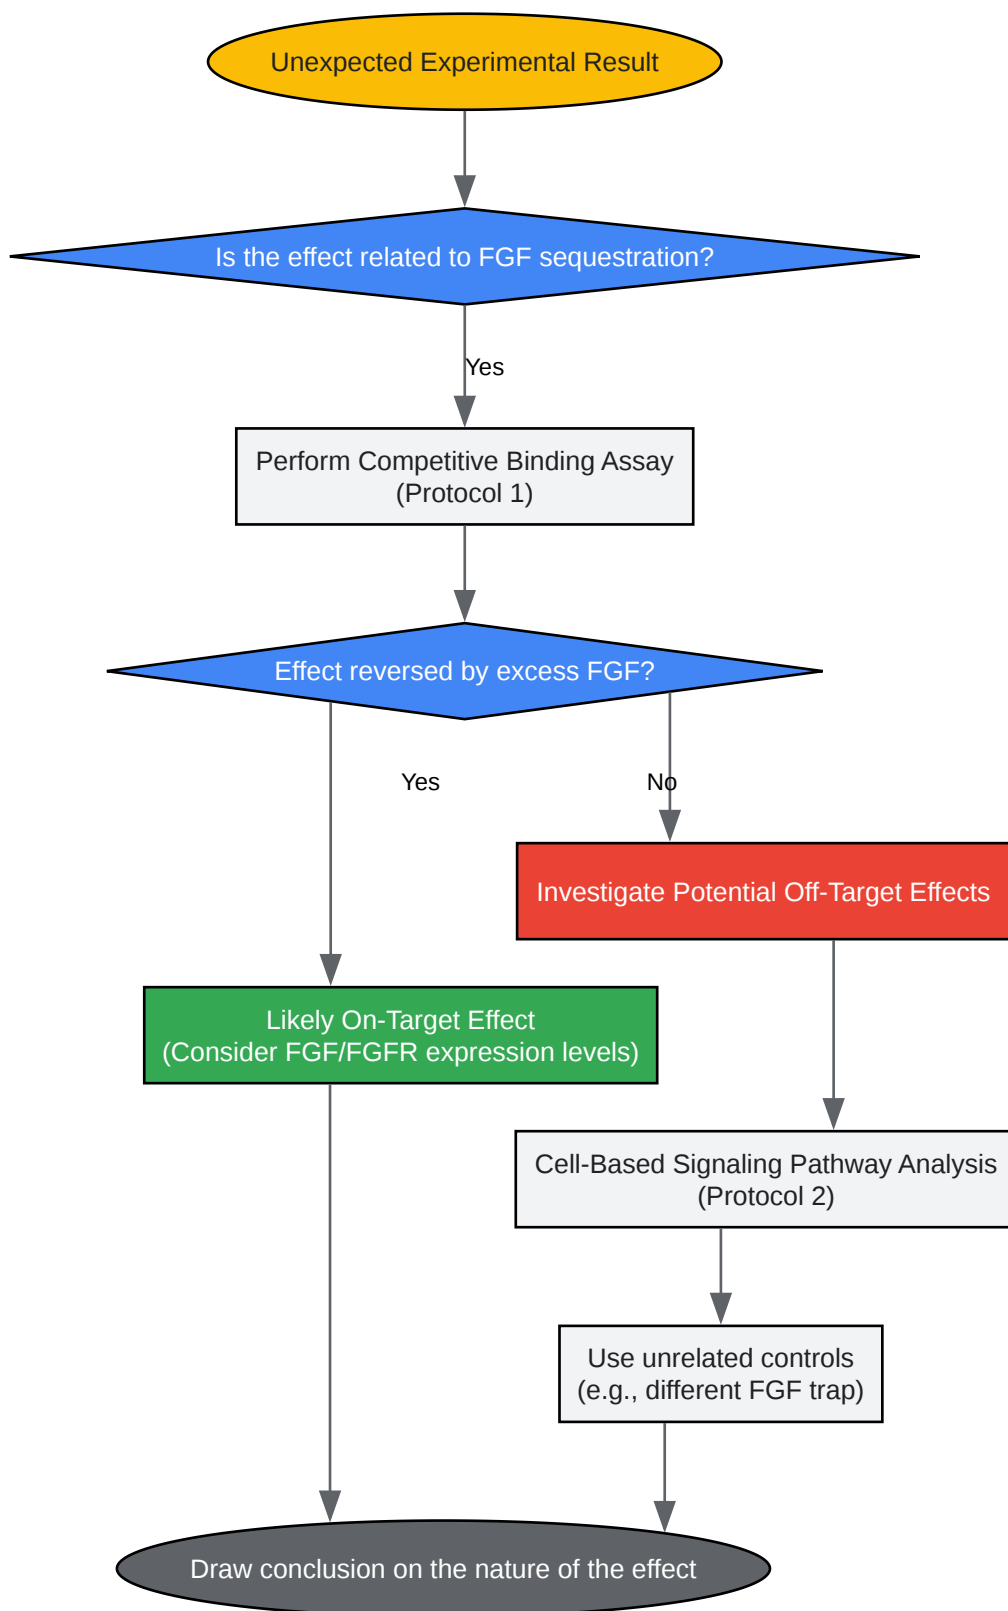 Unexpected Experimental Result
Is the effect related to FGF sequestration?
Yes
Perform Competitive Binding Assay
(Protocol 1)
Effect reversed by excess FGF?
Yes
No
Investigate Potential Off-Target Effects
Likely On-Target Effect
(Consider FGF/FGFR expression levels)
Cell-Based Signaling Pathway Analysis
(Protocol 2)
Use unrelated controls
(e.g., different FGF trap)
Draw conclusion on the nature of the effect